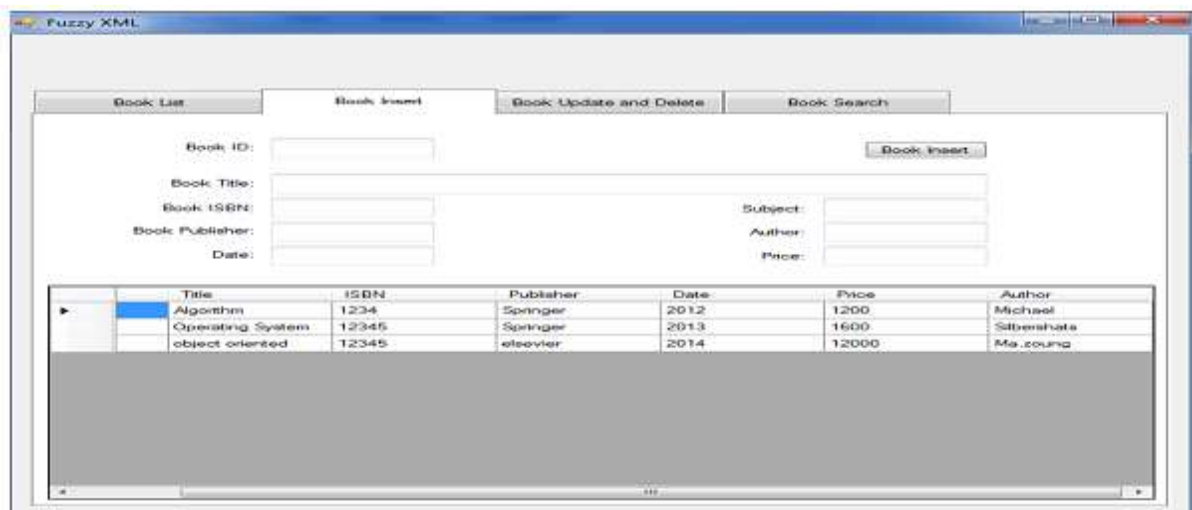 Fuzzy XML
Book List Book Insert Book Update and Delete Book Search
Book ID: Book Insert
Book Title:
Book ISBN: Subject:
Book Publisher: Author:
Date: Price:
Title ISBN Publisher Date Price Author
Algorithm 1234 Springer 2012 1200 Michael
Operating System 12345 Springer 2013 1600 Silbershats
object oriented 12345 elsevier 2014 12000 Ma.zoung